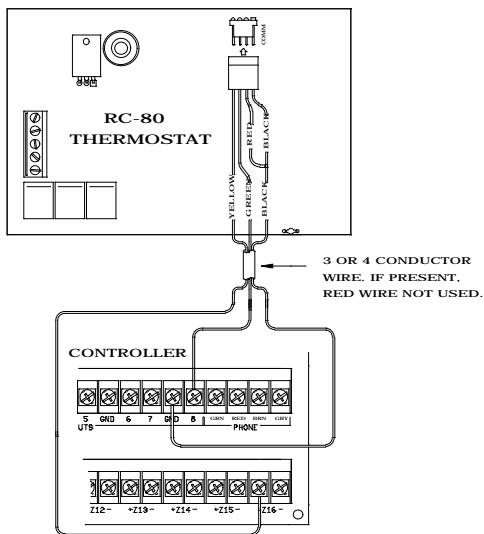 COMM
RC-80
THERMOSTAT
RED
BLACK
YELLOW
GREEN
BLACK
3 OR 4 CONDUCTOR
WIRE. IF PRESENT,
RED WIRE NOT USED.
CONTROLLER
5 GND 6 7 GND 8 GRN RED BRN GRY
UTS PHONE
Z12- +Z13- +Z14- +Z15- +Z16-